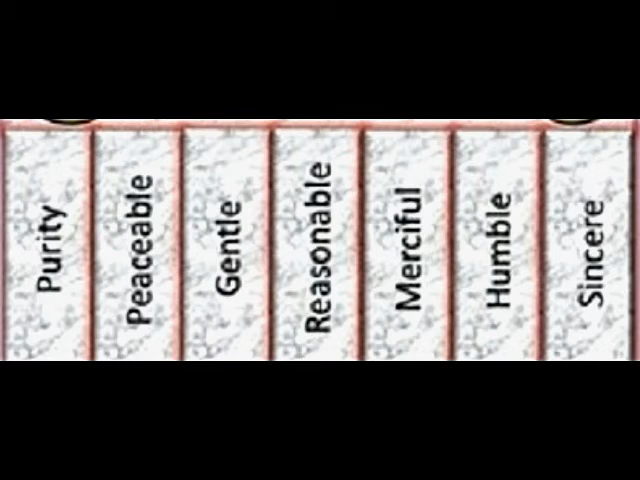 Purity
Peaceable
Gentle
Reasonable
Merciful
Humble
Sincere